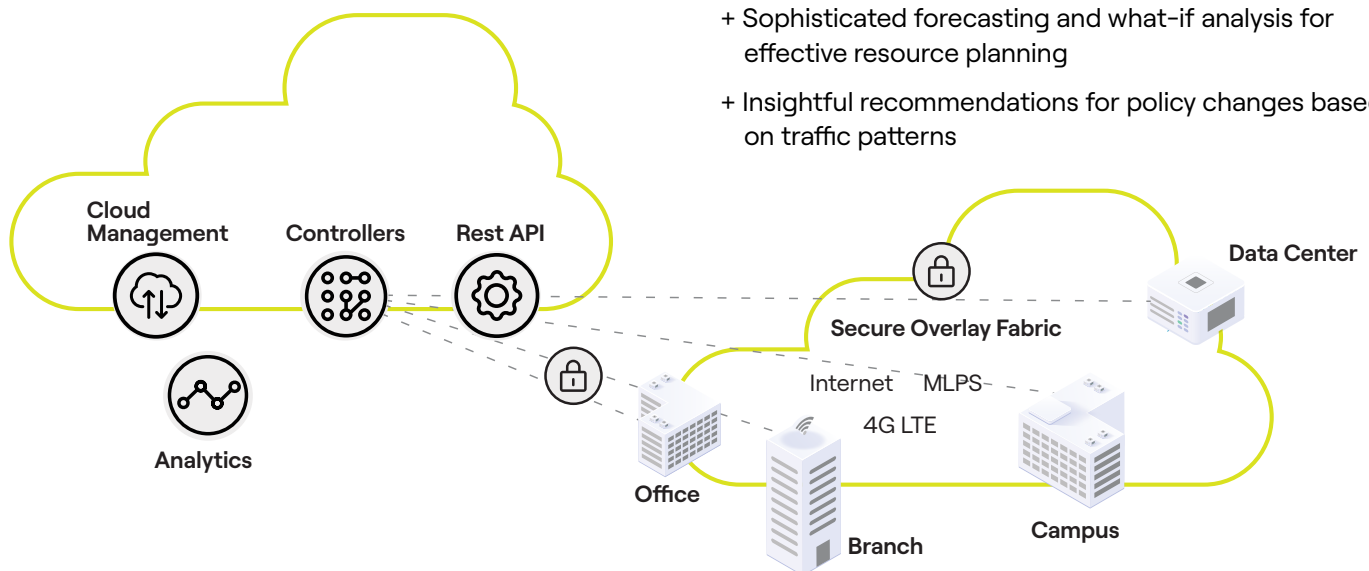 + Sophisticated forecasting and what-if analysis for
effective resource planning
+ Insightful recommendations for policy changes base
on traffic patterns
Cloud
Management
Controllers
Rest API
Analytics
Data Center
Secure Overlay Fabric
Internet
MLPS
4G LTE
Office
Branch
Campus